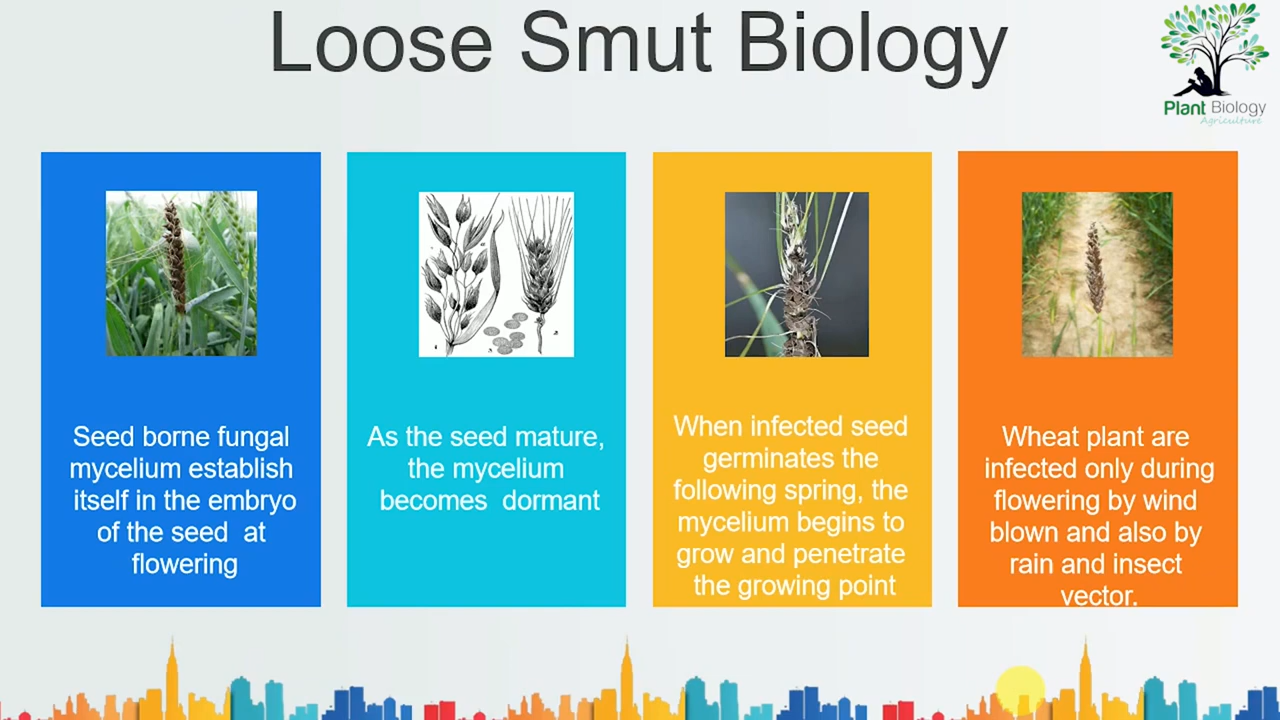 Loose Smut Biology
Plant Biology
Agriculture
Seed borne fungal
mycelium establish
itself in the embryo
of the seed at
flowering
As the seed mature,
the mycelium
becomes dormant
When infected seed
germinates the
following spring, the
mycelium begins to
grow and penetrate
the growing point
Wheat plant are
infected only during
flowering by wind
blown and also by
rain and insect
vector.